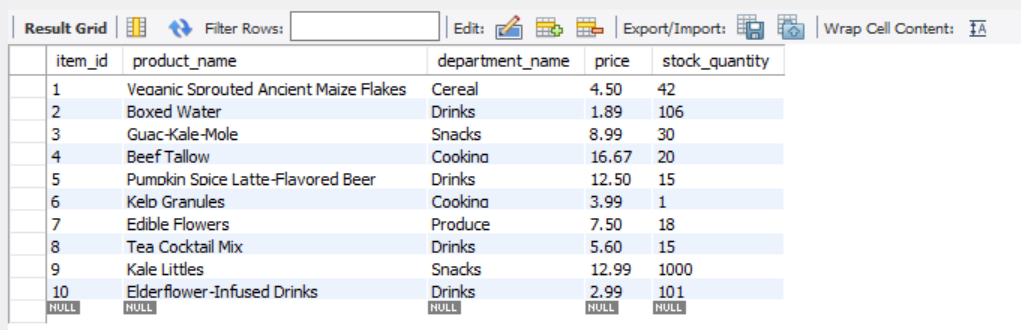 Result Grid Filter Rows: Edit: Export/Import: Wrap Cell Content: IA
item_id product_name department_name price stock_quantity
1 Veganic Sprouted Ancient Maize Flakes Cereal 4.50 42
2 Boxed Water Drinks 1.89 106
3 Guac-Kale-Mole Snacks 8.99 30
4 Beef Tallow Cooking 16.67 20
5 Pumpkin Spice Latte-Flavored Beer Drinks 12.50 15
6 Kelp Granules Cooking 3.99 1
7 Edible Flowers Produce 7.50 18
8 Tea Cocktail Mix Drinks 5.60 15
9 Kale Littles Snacks 12.99 1000
10 Elderflower-Infused Drinks Drinks 2.99 101
NULL NULL NULL NULL NULL